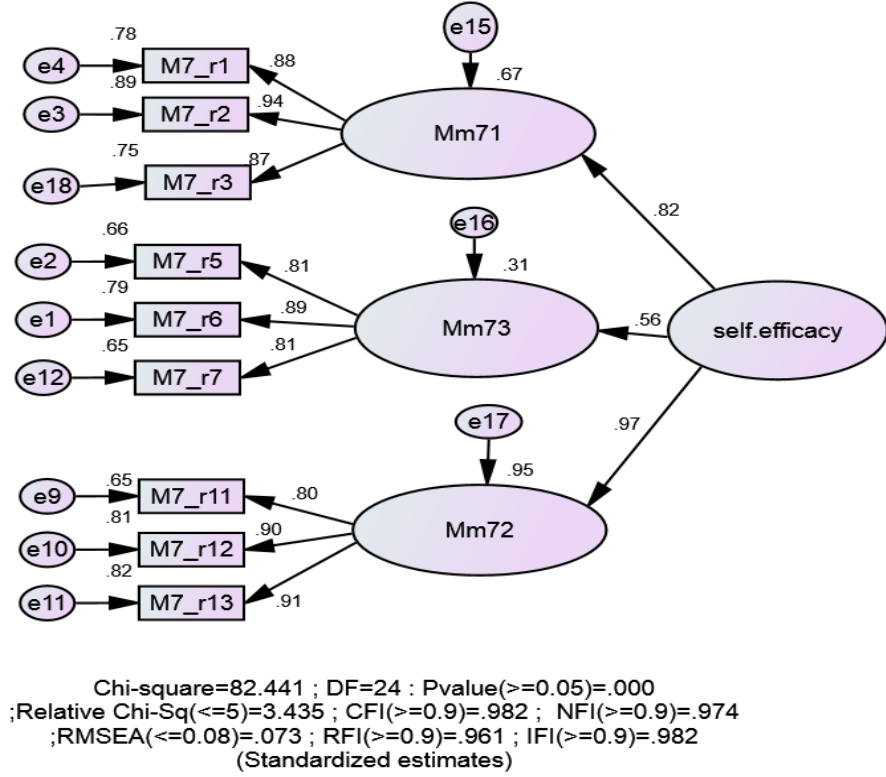 e15
.78
e4
M7_r1
.88
.67
.89
e3
M7_r2
.94
Mm71
.75
e18
M7_r3
.87
.82
e16
.66
e2
M7_r5
.81
.31
.79
e1
M7_r6
.89
Mm73
.56
self.efficacy
.65
e12
M7_r7
.81
e17
.97
.65
e9
M7_r11
.80
.95
.81
e10
M7_r12
.90
Mm72
.82
e11
M7_r13
.91
Chi-square=82.441 ; DF=24 : Pvalue(>=0.05)=.000
;Relative Chi-Sq(<=5)=3.435 ; CFI(>=0.9)=.982 ; NFI(>=0.9)=.974
;RMSEA(<=0.08)=.073 ; RFI(>=0.9)=.961 ; IFI(>=0.9)=.982
(Standardized estimates)